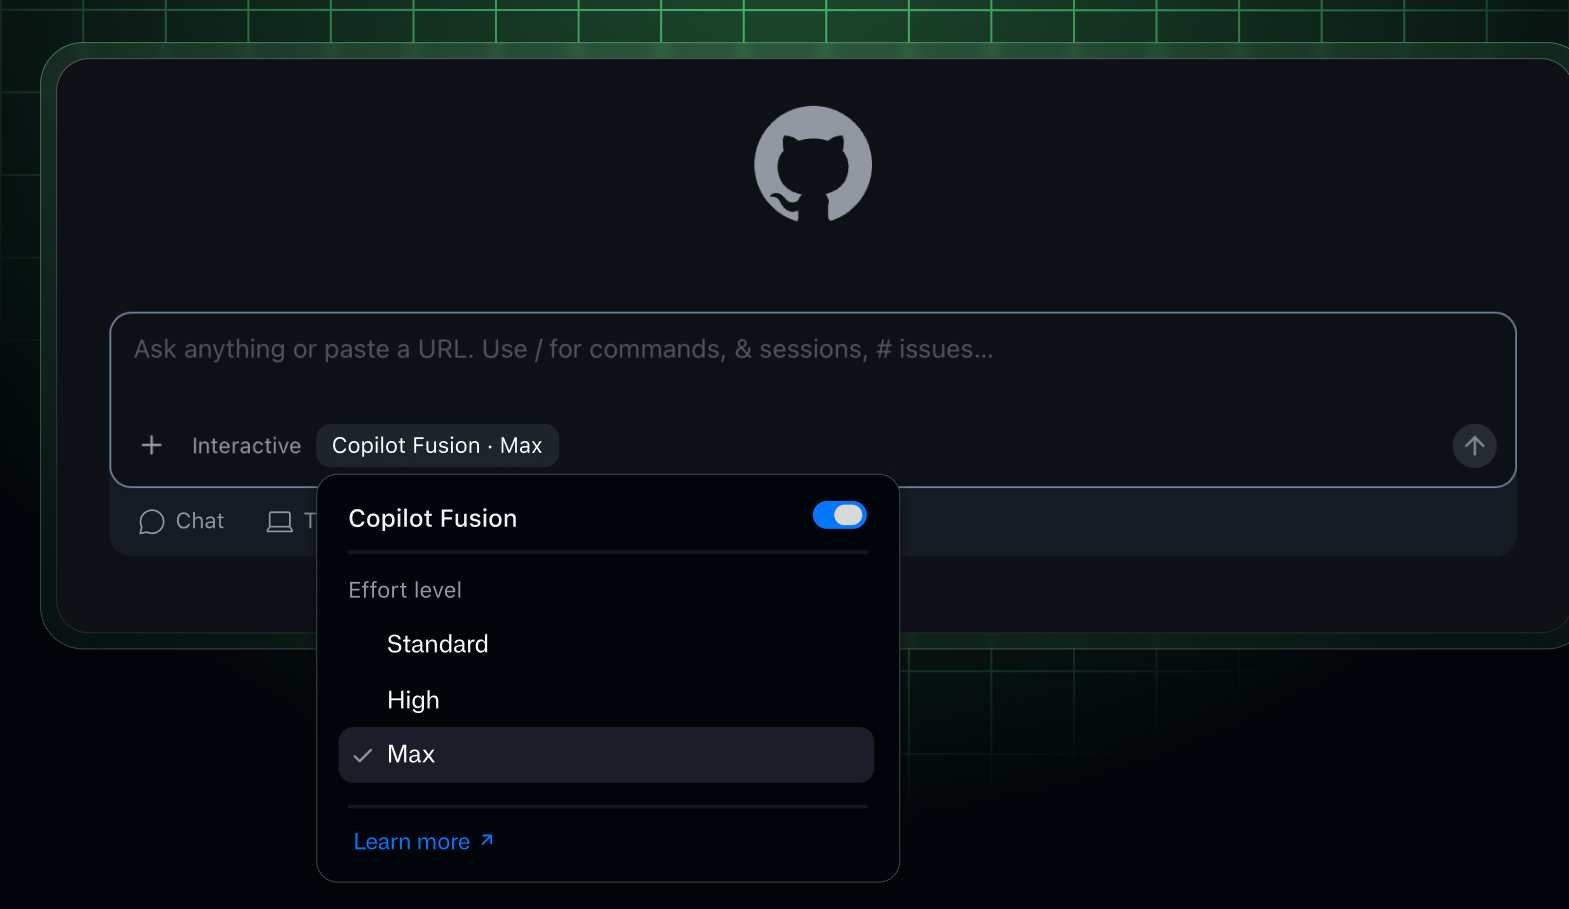 Ask anything or paste a URL. Use / for commands, & sessions, # issues...
Interactive
Copilot Fusion · Max
Chat
T
Copilot Fusion
Effort level
Standard
High
Max
Learn more